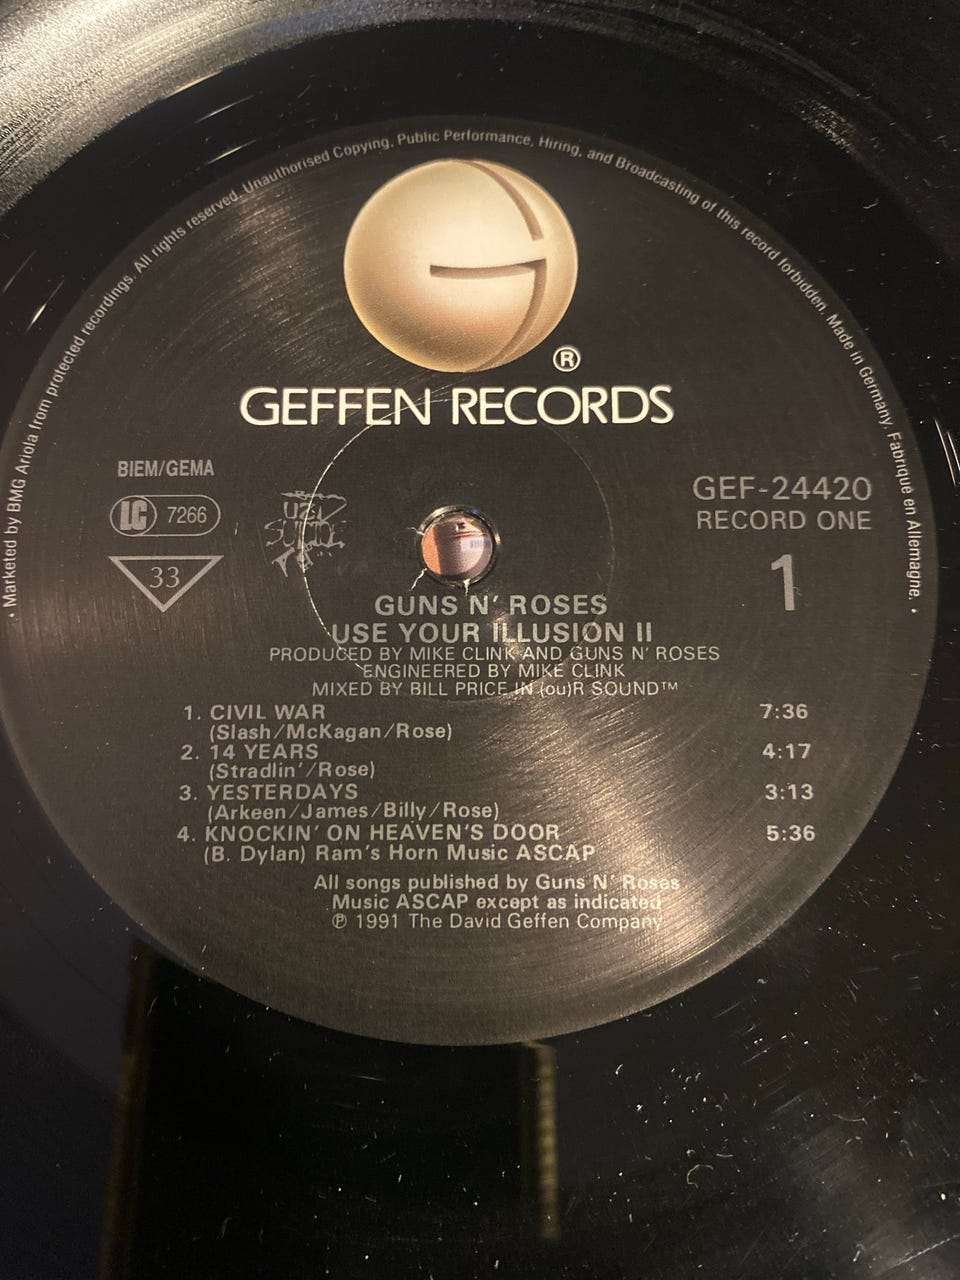 Marketed by BMG Ariola from protected recordings. All rights reserved. Unauthorised Copying, Public Performance, Hiring, and Broadcasting of this record forbidden. Made in Germany. Fabriqué en Allemagne.
®
GEFFEN RECORDS
BIEM/GEMA
LC 7266
33
UZI
SUICIDE
GEF-24420
RECORD ONE
1
GUNS N' ROSES
USE YOUR ILLUSION II
PRODUCED BY MIKE CLINK AND GUNS N' ROSES
ENGINEERED BY MIKE CLINK
MIXED BY BILL PRICE IN (ou)R SOUND™
1. CIVIL WAR 7:36
(Slash/McKagan/Rose)
2. 14 YEARS 4:17
(Stradlin'/Rose)
3. YESTERDAYS 3:13
(Arkeen/James/Billy/Rose)
4. KNOCKIN' ON HEAVEN'S DOOR 5:36
(B. Dylan) Ram's Horn Music ASCAP
All songs published by Guns N' Roses
Music ASCAP except as indicated
℗ 1991 The David Geffen Company